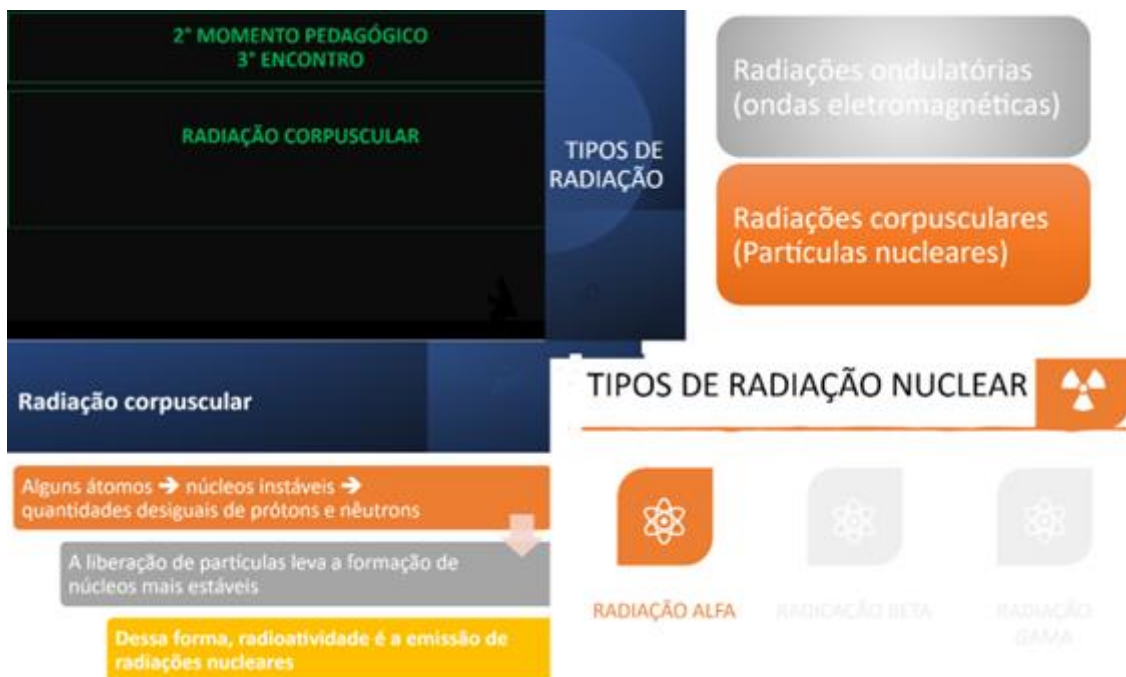 2° MOMENTO PEDAGÓGICO
3° ENCONTRO
RADIAÇÃO CORPUSCULAR
TIPOS DE
RADIAÇÃO
Radiações ondulatórias
(ondas eletromagnéticas)
Radiações corpusculares
(Partículas nucleares)
Radiação corpuscular
Alguns átomos ➔ núcleos instáveis ➔
quantidades desiguais de prótons e nêutrons
A liberação de partículas leva a formação de
núcleos mais estáveis
Dessa forma, radioatividade é a emissão de
radiações nucleares
TIPOS DE RADIAÇÃO NUCLEAR
RADIAÇÃO ALFA
RADICAÇÃO BETA
RADIAÇÃO
GAMA